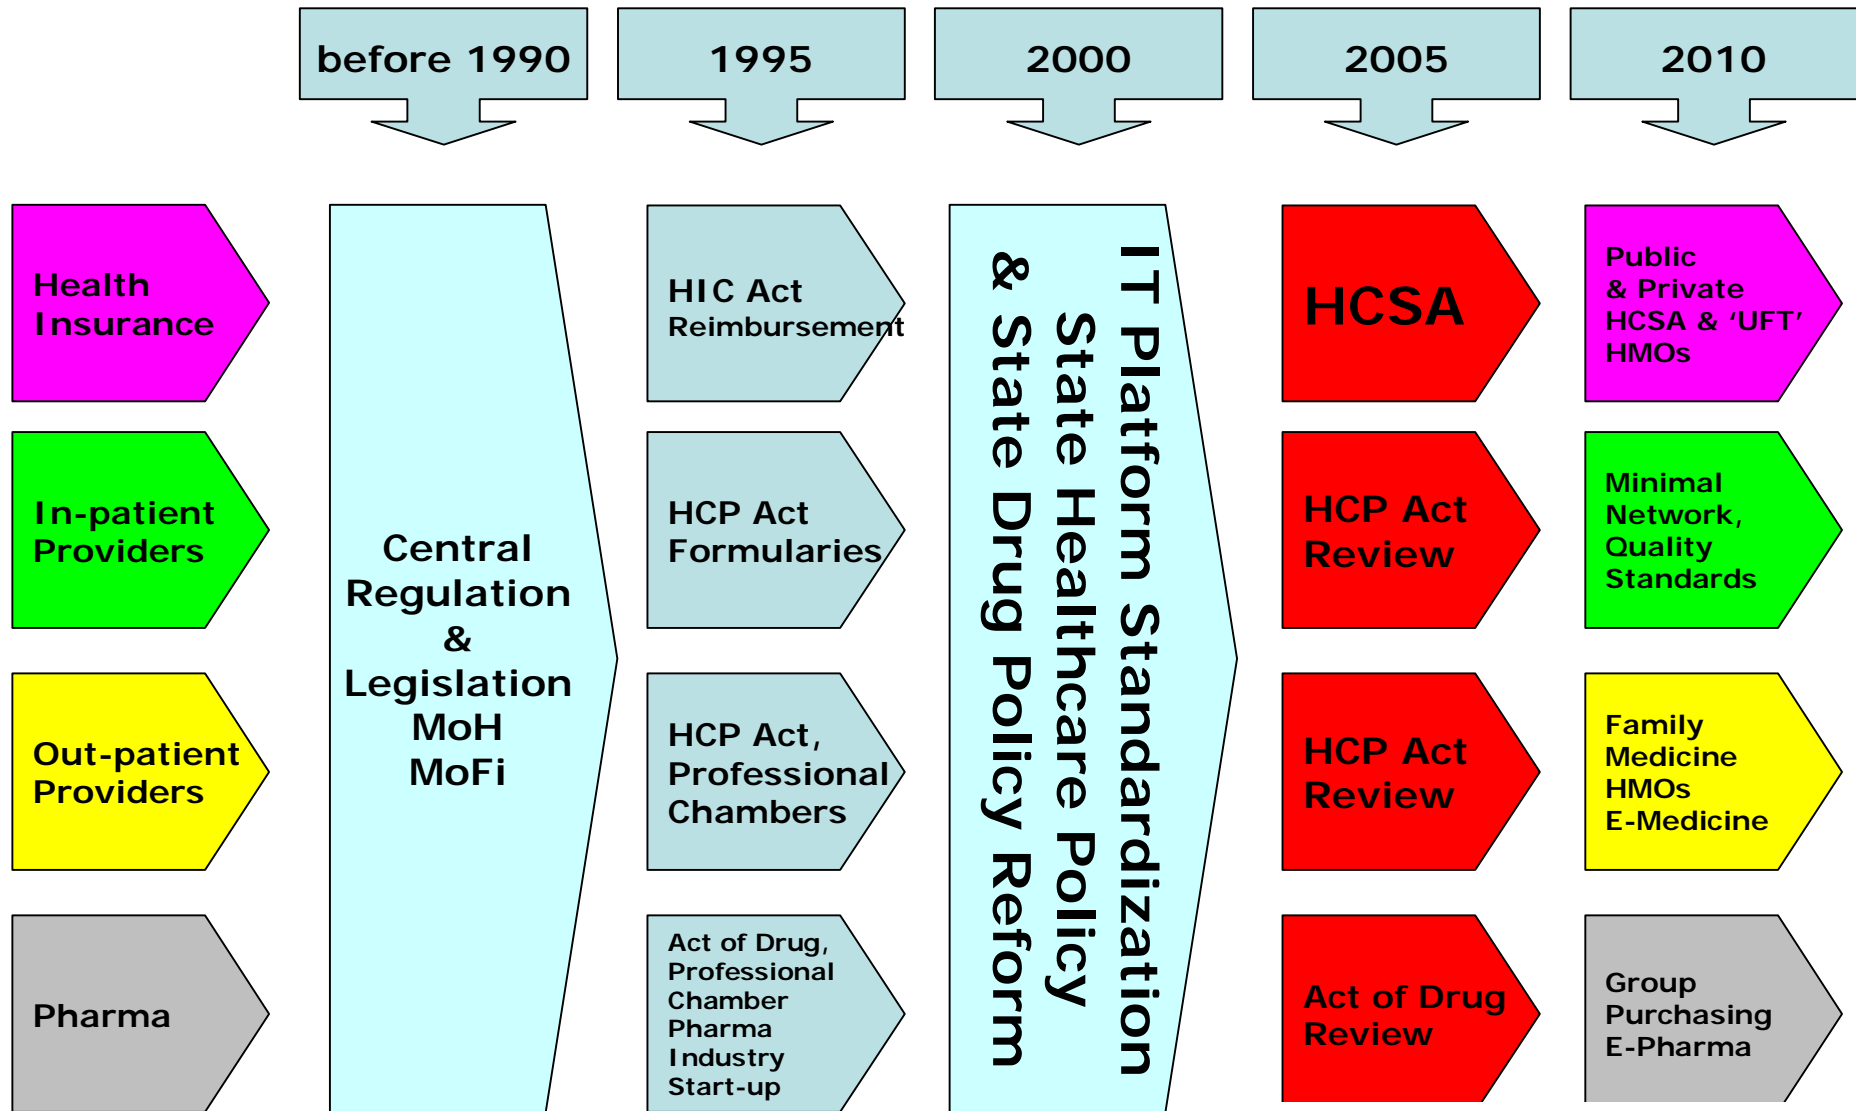 before 1990
1995
2000
2005
2010
Health
Insurance
In-patient
Providers
Out-patient
Providers
Pharma
Central
Regulation
&
Legislation
MoH
MoFi
HIC Act
Reimbursement
HCP Act
Formularies
HCP Act,
Professional
Chambers
Act of Drug,
Professional
Chamber
Pharma
Industry
Start-up
IT Platform Standardization
State Healthcare Policy
& State Drug Policy Reform
HCSA
HCP Act
Review
HCP Act
Review
Act of Drug
Review
Public
& Private
HCSA & ‘UFT’
HMOs
Minimal
Network,
Quality
Standards
Family
Medicine
HMOs
E-Medicine
Group
Purchasing
E-Pharma